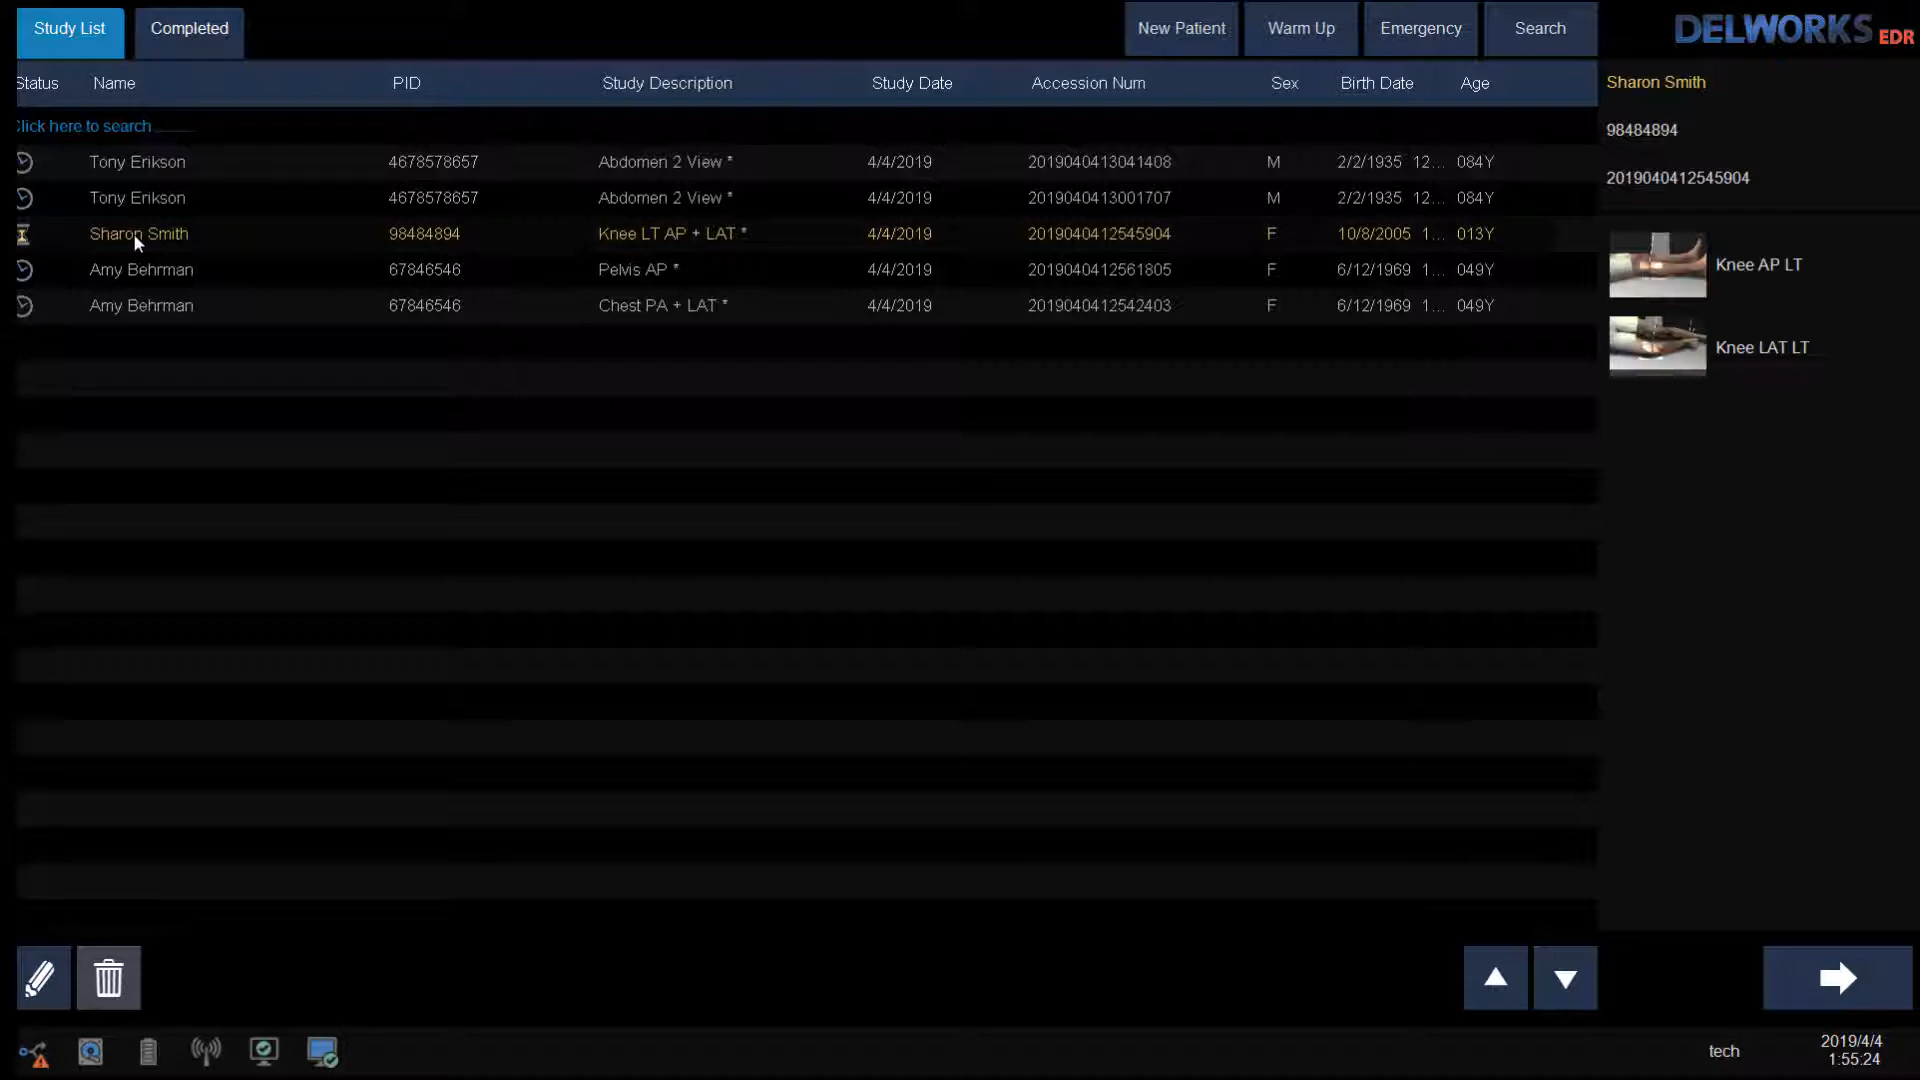 Study List Completed New Patient Warm Up Emergency Search DELWORKS EDR
Status Name PID Study Description Study Date Accession Num Sex Birth Date Age
Click here to search
Tony Erikson 4678578657 Abdomen 2 View * 4/4/2019 2019040413041408 M 2/2/1935 12... 084Y
Tony Erikson 4678578657 Abdomen 2 View * 4/4/2019 2019040413001707 M 2/2/1935 12... 084Y
Sharon Smith 98484894 Knee LT AP + LAT * 4/4/2019 2019040412545904 F 10/8/2005 1... 013Y
Amy Behrman 67846546 Pelvis AP * 4/4/2019 2019040412561805 F 6/12/1969 1... 049Y
Amy Behrman 67846546 Chest PA + LAT * 4/4/2019 2019040412542403 F 6/12/1969 1... 049Y
Sharon Smith
98484894
2019040412545904
Knee AP LT
Knee LAT LT
tech
2019/4/4
1:55:24